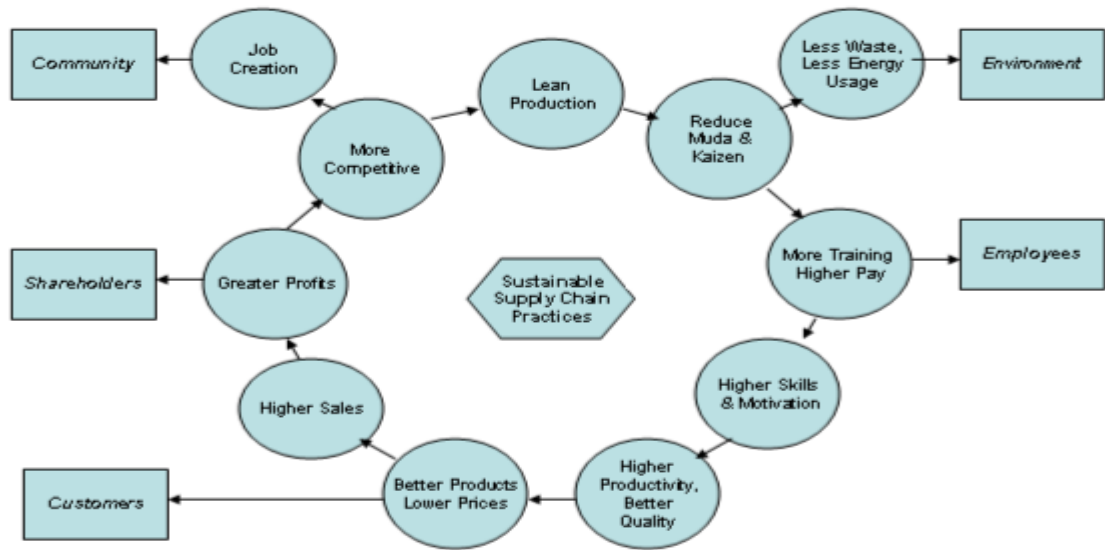 Community
Job
Creation
Lean
Production
Less Waste,
Less Energy
Usage
Environment
More
Competitive
Reduce
Muda &
Kaizen
Shareholders
Greater Profits
Sustainable
Supply Chain
Practices
More Training
Higher Pay
Employees
Higher Sales
Higher Skills
& Motivation
Customers
Better Products
Lower Prices
Higher
Productivity,
Better
Quality